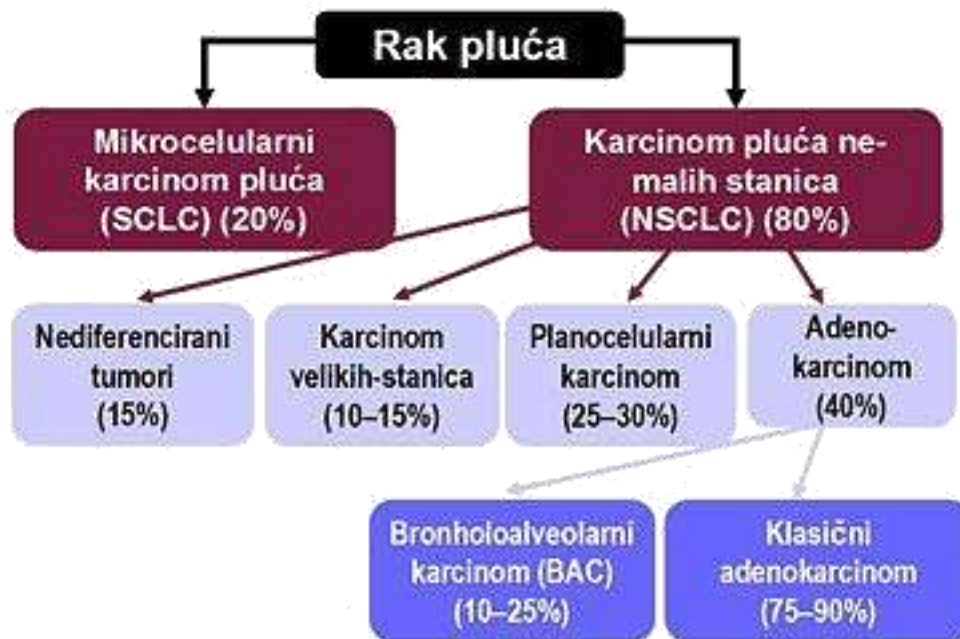 Rak pluća
Mikrocelularni
karcinom pluća
(SCLC) (20%)
Karcinom pluća ne-
malih stanica
(NSCLC) (80%)
Nediferencirani
tumori
(15%)
Karcinom
velikih-stanica
(10–15%)
Planocelularni
karcinom
(25–30%)
Adeno-
karcinom
(40%)
Bronholoalveolarni
karcinom (BAC)
(10–25%)
Klasični
adenokarcinom
(75–90%)